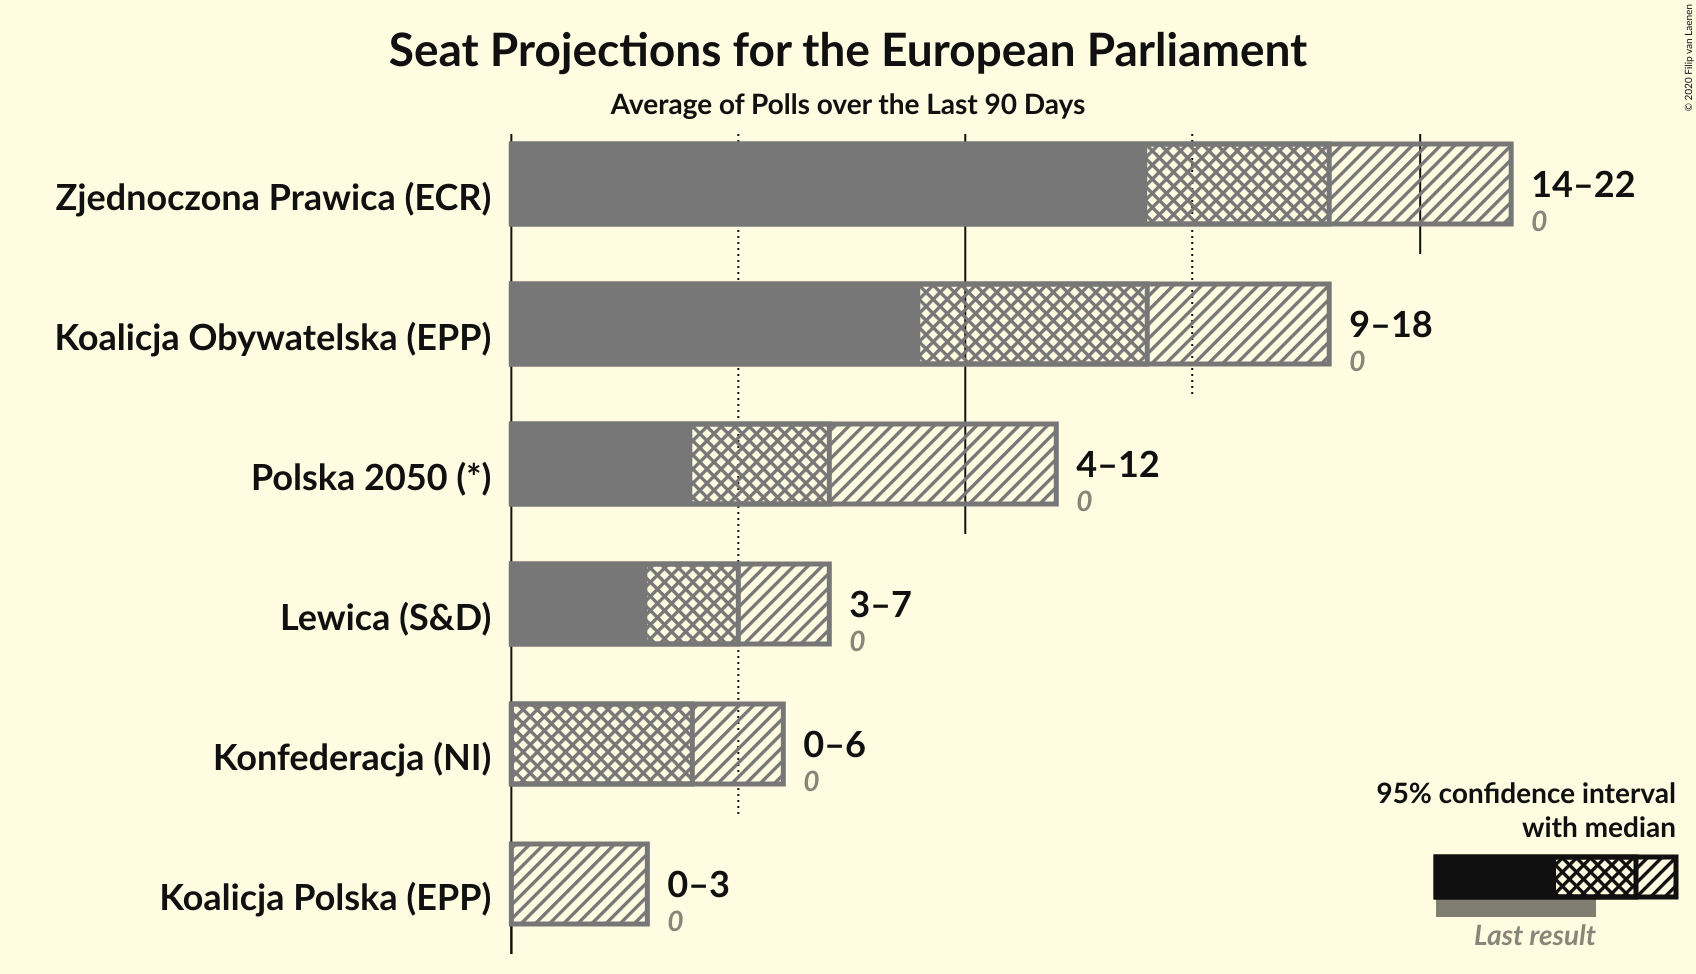 Seat Projections for the European Parliament
Average of Polls over the Last 90 Days
© 2020 Filip van Laenen
Zjednoczona Prawica (ECR)
14–22
0
Koalicja Obywatelska (EPP)
9–18
0
Polska 2050 (*)
4–12
0
Lewica (S&D)
3–7
0
Konfederacja (NI)
0–6
0
Koalicja Polska (EPP)
0–3
0
95% confidence interval
with median
Last result